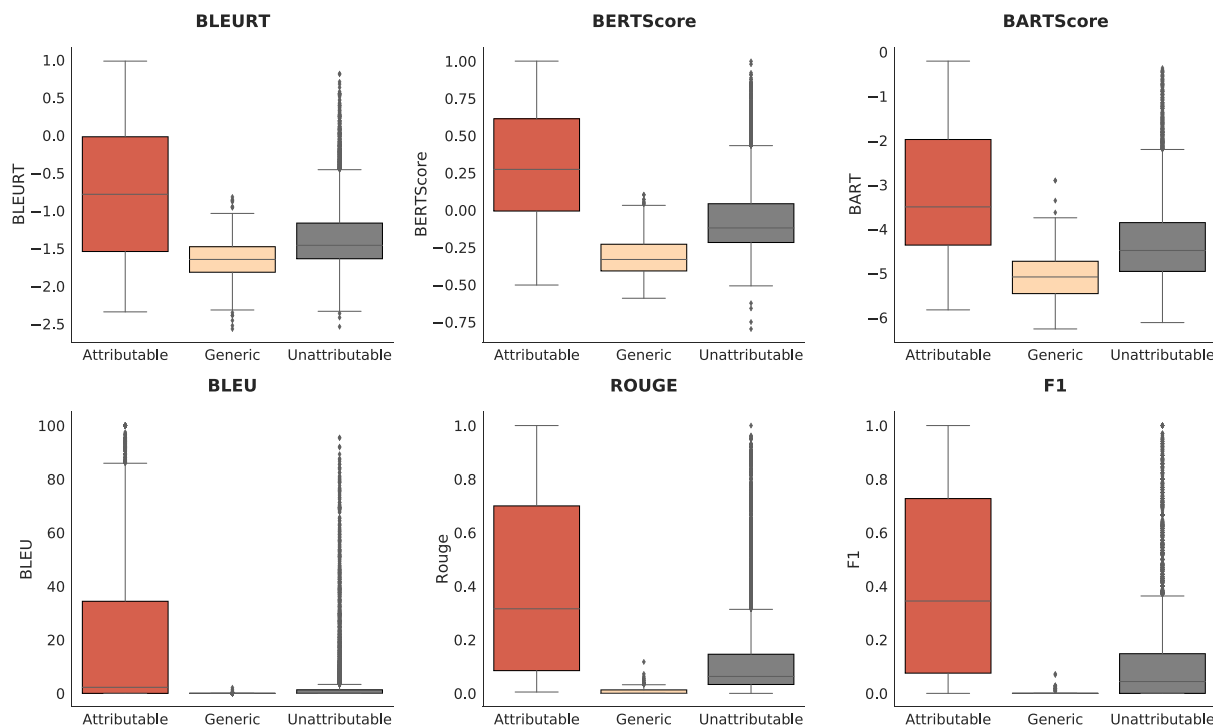 BLEURT
BERTScore
BARTScore
1.0
0.5
0.0
−0.5
−1.0
−1.5
−2.0
−2.5
BLEURT
Attributable Generic Unattributable
1.00
0.75
0.50
0.25
0.00
−0.25
−0.50
−0.75
BERTScore
Attributable Generic Unattributable
0
−1
−2
−3
−4
−5
−6
BART
Attributable Generic Unattributable
BLEU
ROUGE
F1
100
80
60
40
20
0
BLEU
Attributable Generic Unattributable
1.0
0.8
0.6
0.4
0.2
0.0
Rouge
Attributable Generic Unattributable
1.0
0.8
0.6
0.4
0.2
0.0
F1
Attributable Generic Unattributable